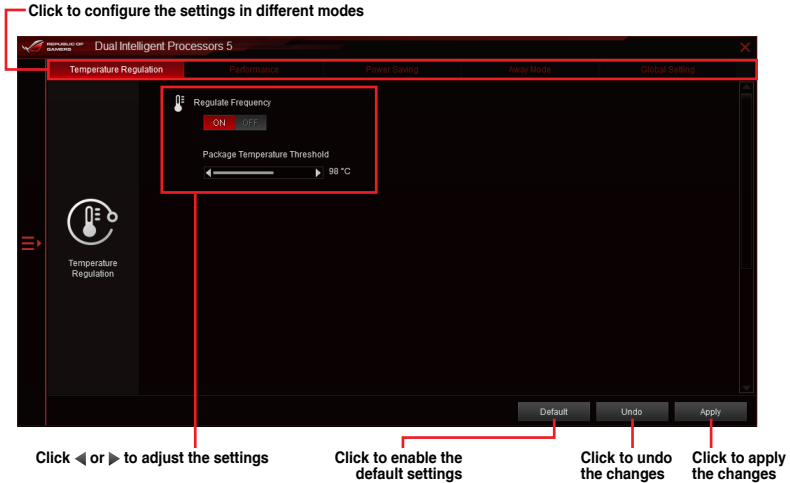 Click to configure the settings in different modes
REPUBLIC OF
GAMERS
Dual Intelligent Processors 5
Temperature Regulation
Performance
Power Saving
Away Mode
Global Setting
Regulate Frequency
ON OFF
Package Temperature Threshold
98 °C
Temperature
Regulation
Default
Undo
Apply
Click ◀ or ▶ to adjust the settings
Click to enable the
default settings
Click to undo
the changes
Click to apply
the changes